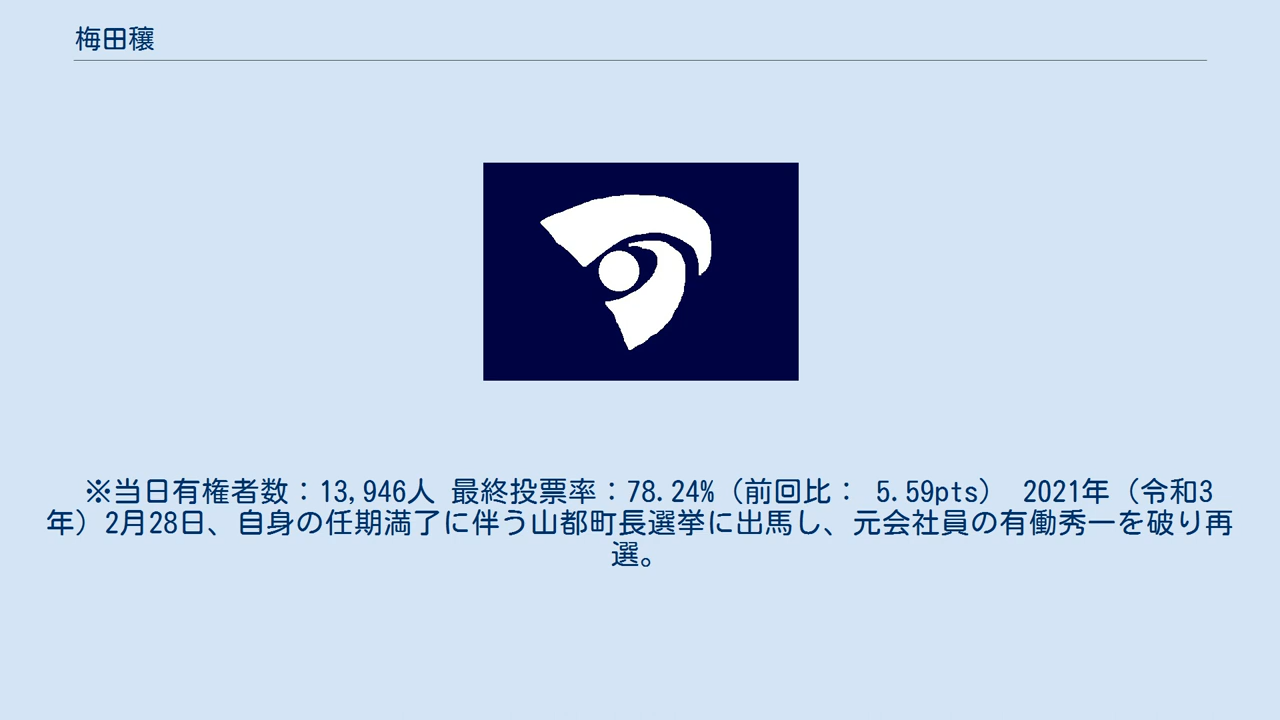 梅田穰
※当日有権者数：13,946人 最終投票率：78.24%（前回比： 5.59pts） 2021年（令和3
年）2月28日、自身の任期満了に伴う山都町長選挙に出馬し、元会社員の有働秀一を破り再
選。